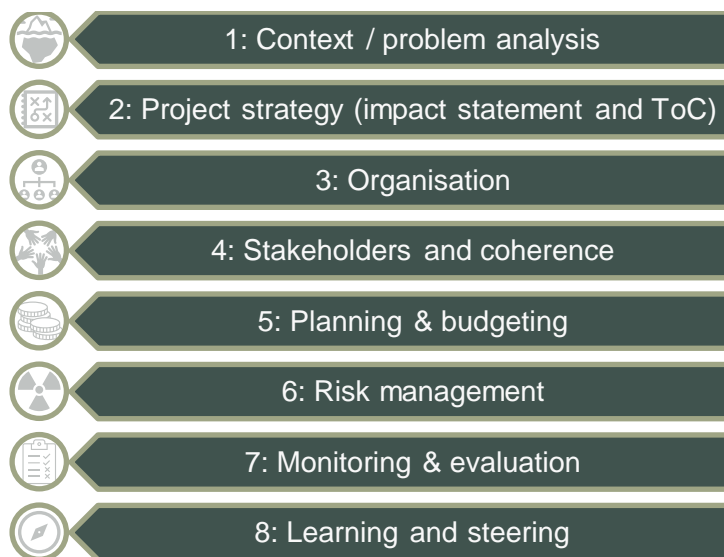 1: Context / problem analysis
2: Project strategy (impact statement and ToC)
3: Organisation
4: Stakeholders and coherence
5: Planning & budgeting
6: Risk management
7: Monitoring & evaluation
8: Learning and steering